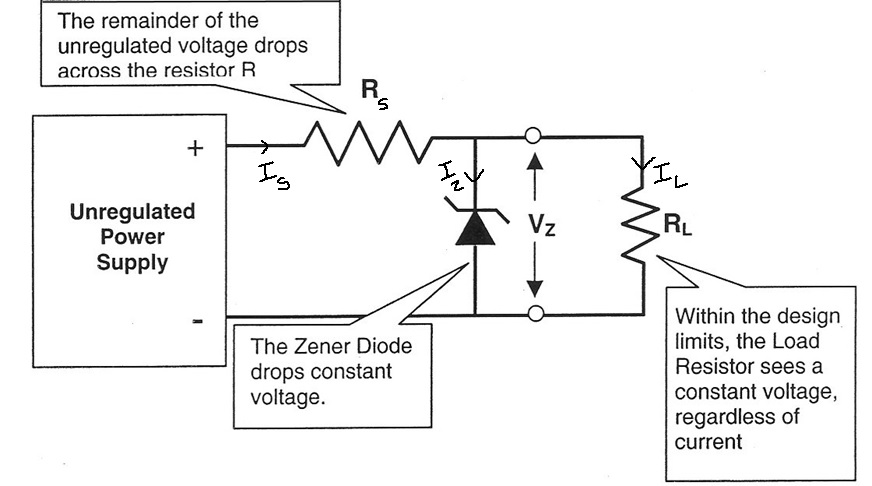 The remainder of the
unregulated voltage drops
across the resistor R
Rs
+
Is
Iz
IL
Unregulated
Power
Supply
Vz
RL
-
The Zener Diode
drops constant
voltage.
Within the design
limits, the Load
Resistor sees a
constant voltage,
regardless of
current